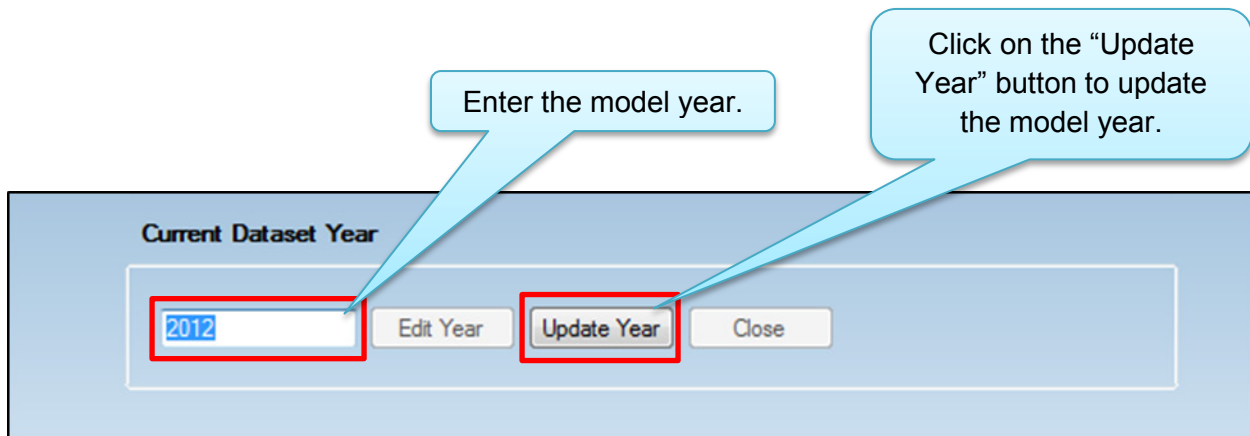 Click on the “Update
Year” button to update
the model year.
Enter the model year.
Current Dataset Year
2012 Edit Year Update Year Close